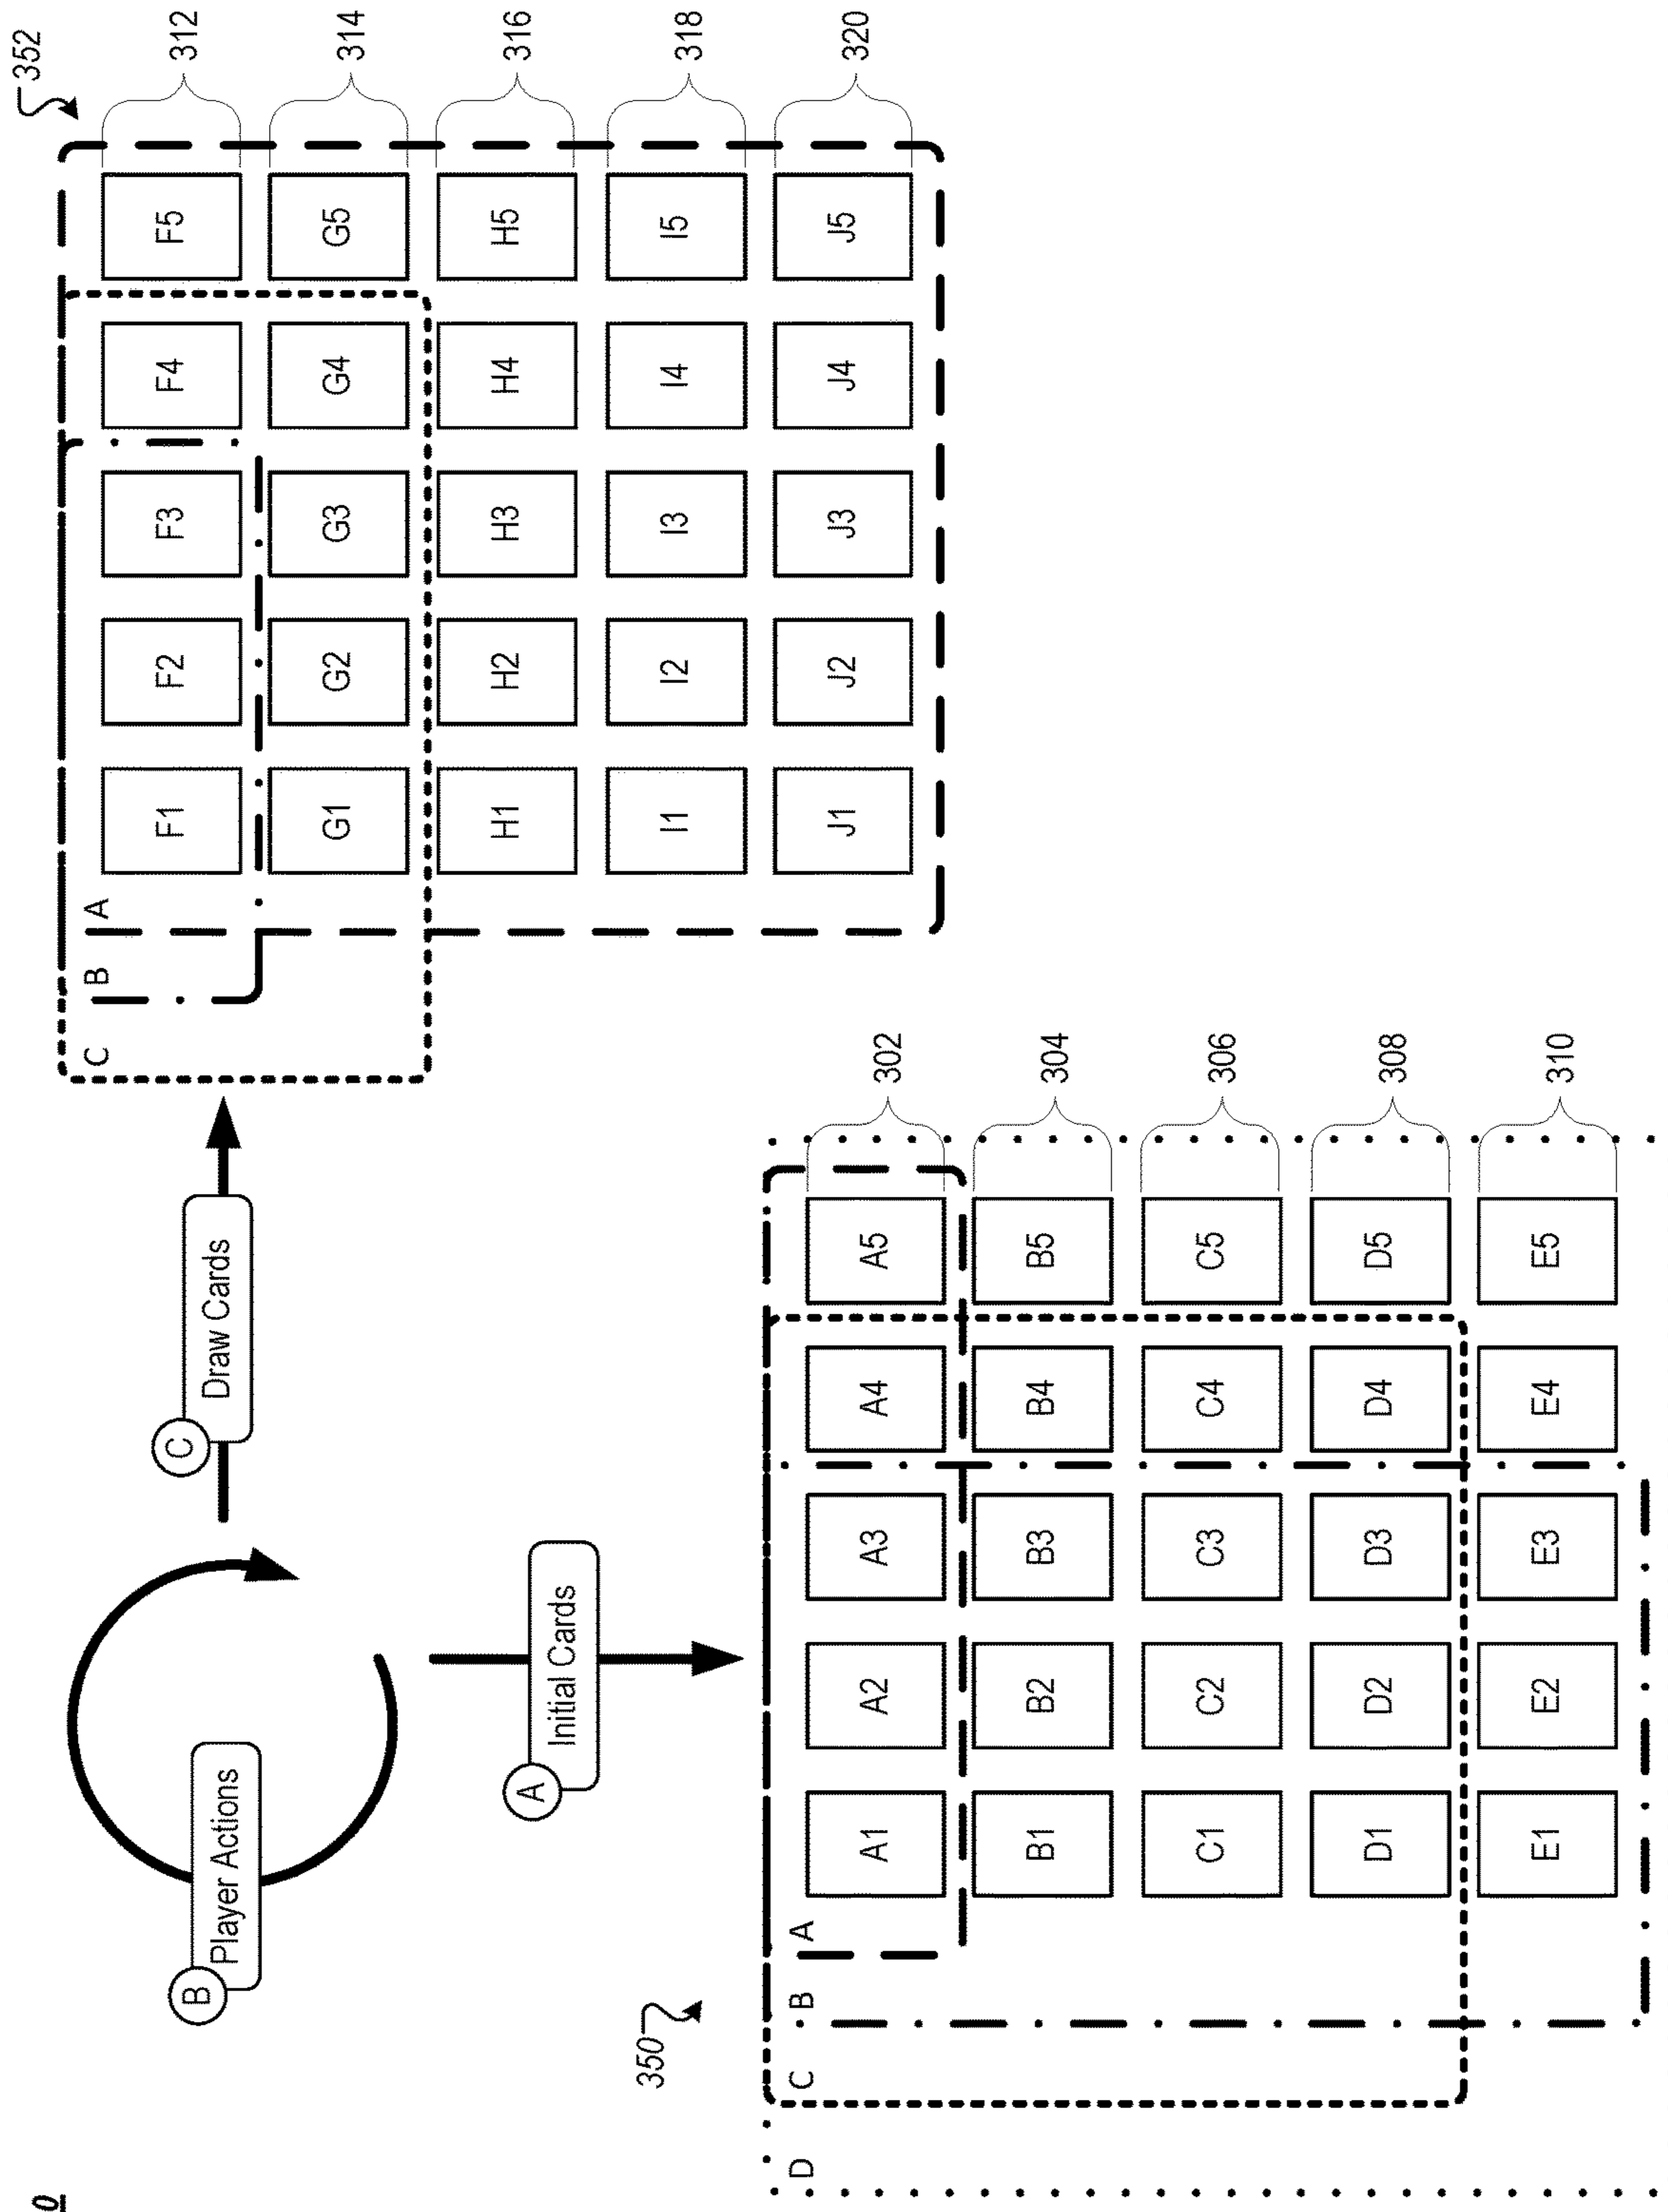 0
352
C B A
F1 F2 F3 F4 F5 312
G1 G2 G3 G4 G5 314
H1 H2 H3 H4 H5 316
I1 I2 I3 I4 I5 318
J1 J2 J3 J4 J5 320
B
Player Actions
C
Draw Cards
A
Initial Cards
350
D C B A
A1 A2 A3 A4 A5 302
B1 B2 B3 B4 B5 304
C1 C2 C3 C4 C5 306
D1 D2 D3 D4 D5 308
E1 E2 E3 E4 E5 310